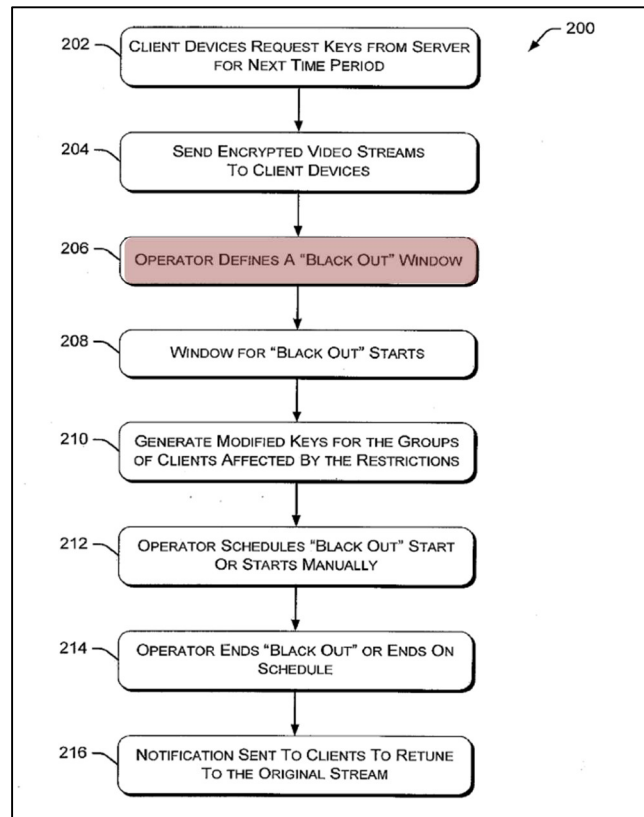 200
202
CLIENT DEVICES REQUEST KEYS FROM SERVER
FOR NEXT TIME PERIOD
204
SEND ENCRYPTED VIDEO STREAMS
TO CLIENT DEVICES
206
OPERATOR DEFINES A "BLACK OUT" WINDOW
208
WINDOW FOR "BLACK OUT" STARTS
210
GENERATE MODIFIED KEYS FOR THE GROUPS
OF CLIENTS AFFECTED BY THE RESTRICTIONS
212
OPERATOR SCHEDULES "BLACK OUT" START
OR STARTS MANUALLY
214
OPERATOR ENDS "BLACK OUT" OR ENDS ON
SCHEDULE
216
NOTIFICATION SENT TO CLIENTS TO RETUNE
TO THE ORIGINAL STREAM